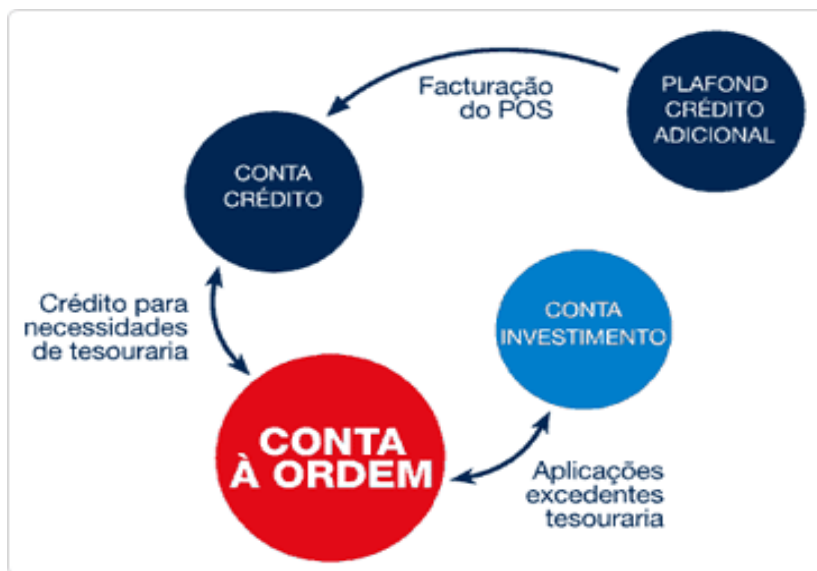 Facturação
do POS
PLAFOND
CRÉDITO
ADICIONAL
CONTA
CRÉDITO
Crédito para
necessidades
de tesouraria
CONTA
INVESTIMENTO
CONTA
À ORDEM
Aplicações
excedentes
tesouraria